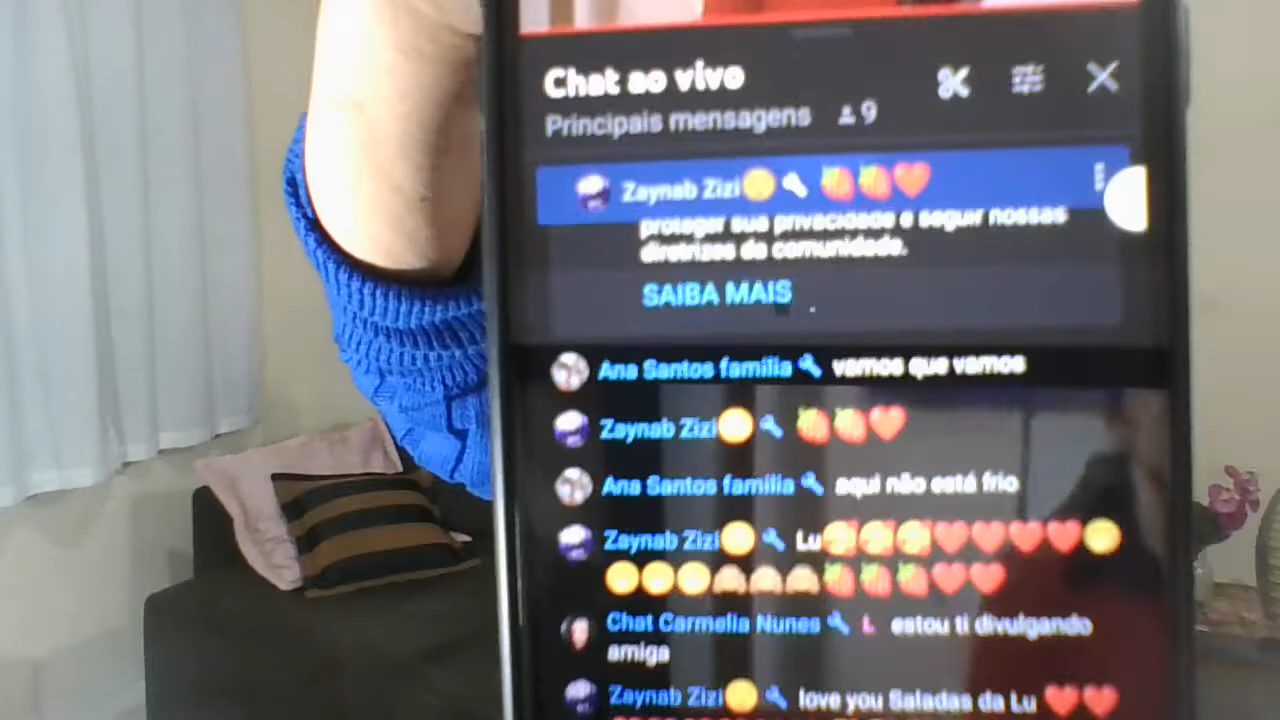 Chat ao vivo
Principais mensagens 9
Zaynab Zizi
proteger sua privacidade e seguir nossas
diretrizes da comunidade.
SAIBA MAIS
Ana Santos familia vamos que vamos
Zaynab Zizi
Ana Santos familia aqui não está frio
Zaynab Zizi Lu
Chat Carmelia Nunes L estou ti divulgando
amiga
Zaynab Zizi love you Saladas da Lu